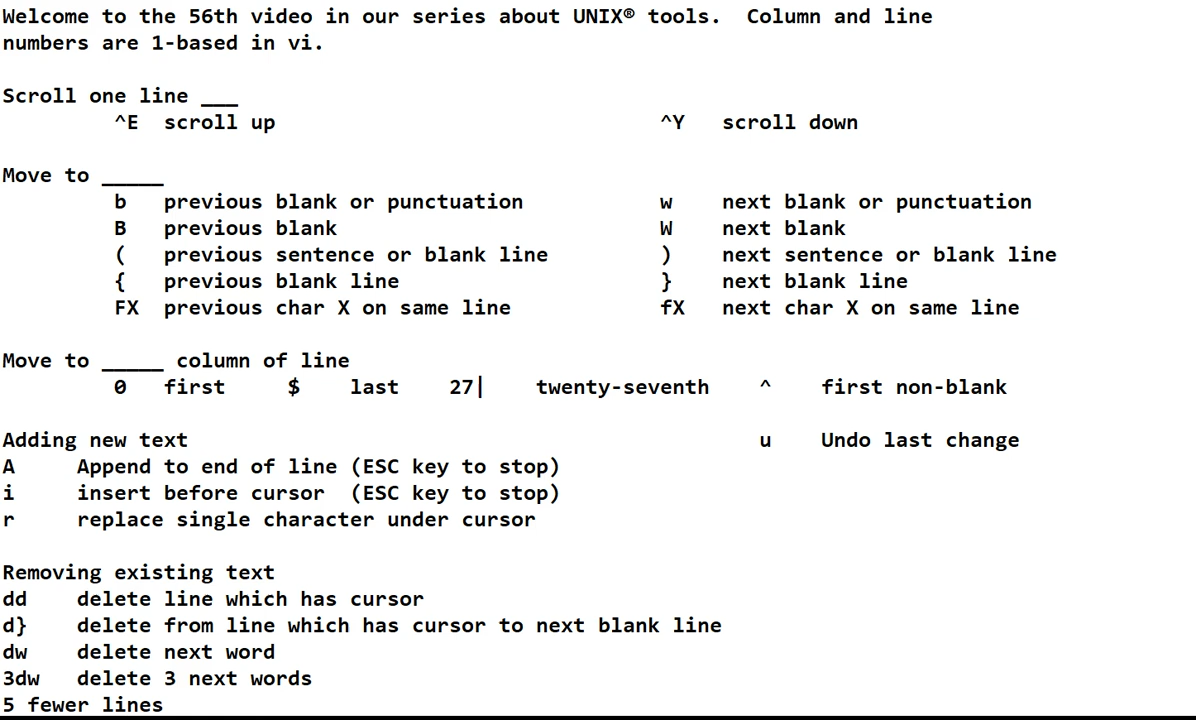 Welcome to the 56th video in our series about UNIX® tools.  Column and line
numbers are 1-based in vi.

Scroll one line ___
         ^E  scroll up                               ^Y   scroll down

Move to _____
         b   previous blank or punctuation           w    next blank or punctuation
         B   previous blank                          W    next blank
         (   previous sentence or blank line         )    next sentence or blank line
         {   previous blank line                     }    next blank line
         FX  previous char X on same line            fX   next char X on same line

Move to _____ column of line
         0   first     $    last    27|    twenty-seventh    ^    first non-blank

Adding new text                                              u    Undo last change
A     Append to end of line (ESC key to stop)
i     insert before cursor  (ESC key to stop)
r     replace single character under cursor

Removing existing text
dd    delete line which has cursor
d}    delete from line which has cursor to next blank line
dw    delete next word
3dw   delete 3 next words
5 fewer lines